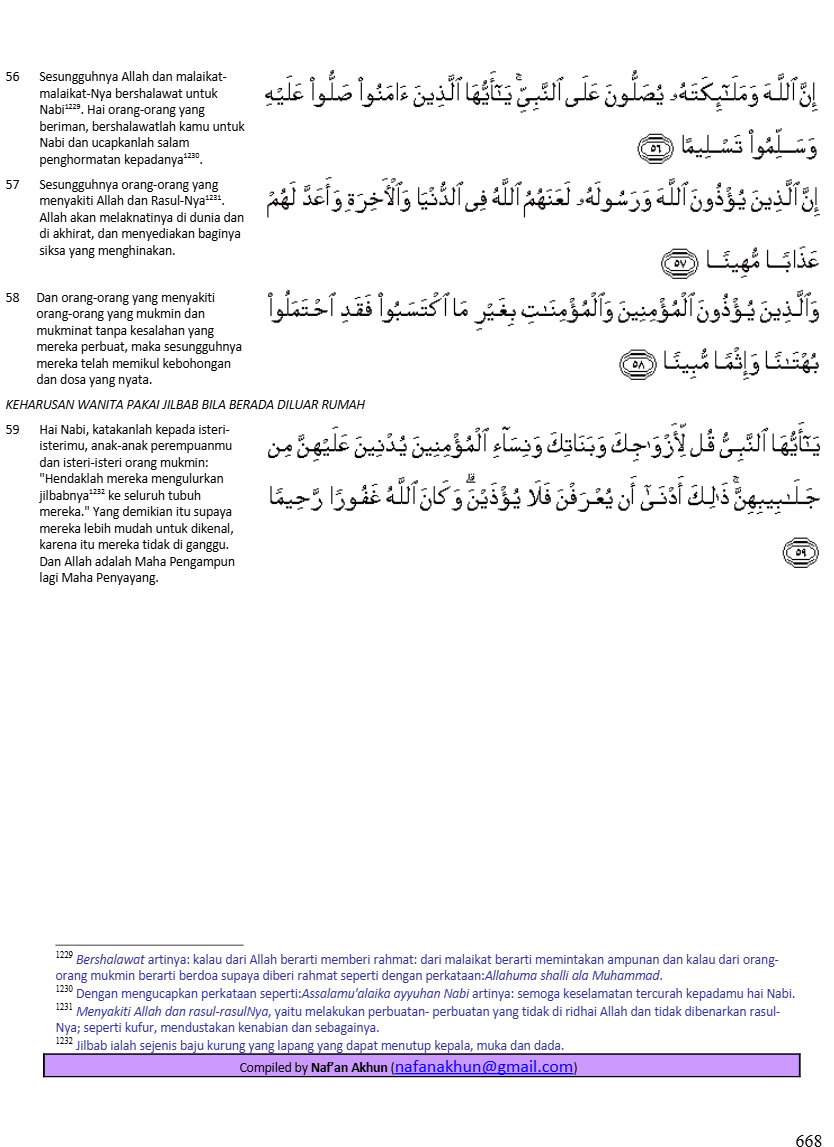 56 Sesungguhnya Allah dan malaikat-
malaikat-Nya bershalawat untuk
Nabi¹²²⁹. Hai orang-orang yang
beriman, bershalawatlah kamu untuk
Nabi dan ucapkanlah salam
penghormatan kepadanya¹²³⁰.
إِنَّ ٱللَّهَ وَمَلَـٰٓئِكَتَهُۥ يُصَلُّونَ عَلَى ٱلنَّبِىِّ ۚ يَـٰٓأَيُّهَا ٱلَّذِينَ ءَامَنُوا۟ صَلُّوا۟ عَلَيْهِ
وَسَلِّمُوا۟ تَسْلِيمًا ٥٦
57 Sesungguhnya orang-orang yang
menyakiti Allah dan Rasul-Nya¹²³¹.
Allah akan melaknatinya di dunia dan
di akhirat, dan menyediakan baginya
siksa yang menghinakan.
إِنَّ ٱلَّذِينَ يُؤْذُونَ ٱللَّهَ وَرَسُولَهُۥ لَعَنَهُمُ ٱللَّهُ فِى ٱلدُّنْيَا وَٱلْأَخِرَةِ وَأَعَدَّ لَهُمْ
عَذَابًا مُّهِينًا ٥٧
58 Dan orang-orang yang menyakiti
orang-orang yang mukmin dan
mukminat tanpa kesalahan yang
mereka perbuat, maka sesungguhnya
mereka telah memikul kebohongan
dan dosa yang nyata.
وَٱلَّذِينَ يُؤْذُونَ ٱلْمُؤْمِنِينَ وَٱلْمُؤْمِنَـٰتِ بِغَيْرِ مَا ٱكْتَسَبُوا۟ فَقَدِ ٱحْتَمَلُوا۟
بُهْتَـٰنًا وَإِثْمًا مُّبِينًا ٥٨
KEHARUSAN WANITA PAKAI JILBAB BILA BERADA DILUAR RUMAH
59 Hai Nabi, katakanlah kepada isteri-
isterimu, anak-anak perempuanmu
dan isteri-isteri orang mukmin:
"Hendaklah mereka mengulurkan
jilbabnya¹²³² ke seluruh tubuh
mereka." Yang demikian itu supaya
mereka lebih mudah untuk dikenal,
karena itu mereka tidak di ganggu.
Dan Allah adalah Maha Pengampun
lagi Maha Penyayang.
يَـٰٓأَيُّهَا ٱلنَّبِىُّ قُل لِّأَزْوَٰجِكَ وَبَنَاتِكَ وَنِسَآءِ ٱلْمُؤْمِنِينَ يُدْنِينَ عَلَيْهِنَّ مِن
جَلَـٰبِيبِهِنَّ ۚ ذَٰلِكَ أَدْنَىٰٓ أَن يُعْرَفْنَ فَلَا يُؤْذَيْنَ ۗ وَكَانَ ٱللَّهُ غَفُورًا رَّحِيمًا
٥٩
¹²²⁹ Bershalawat artinya: kalau dari Allah berarti memberi rahmat: dari malaikat berarti memintakan ampunan dan kalau dari orang-
orang mukmin berarti berdoa supaya diberi rahmat seperti dengan perkataan:Allahuma shalli ala Muhammad.
¹²³⁰ Dengan mengucapkan perkataan seperti:Assalamu'alaika ayyuhan Nabi artinya: semoga keselamatan tercurah kepadamu hai Nabi.
¹²³¹ Menyakiti Allah dan rasul-rasulNya, yaitu melakukan perbuatan- perbuatan yang tidak di ridhai Allah dan tidak dibenarkan rasul-
Nya; seperti kufur, mendustakan kenabian dan sebagainya.
¹²³² Jilbab ialah sejenis baju kurung yang lapang yang dapat menutup kepala, muka dan dada.
Compiled by Naf’an Akhun (nafanakhun@gmail.com)
668